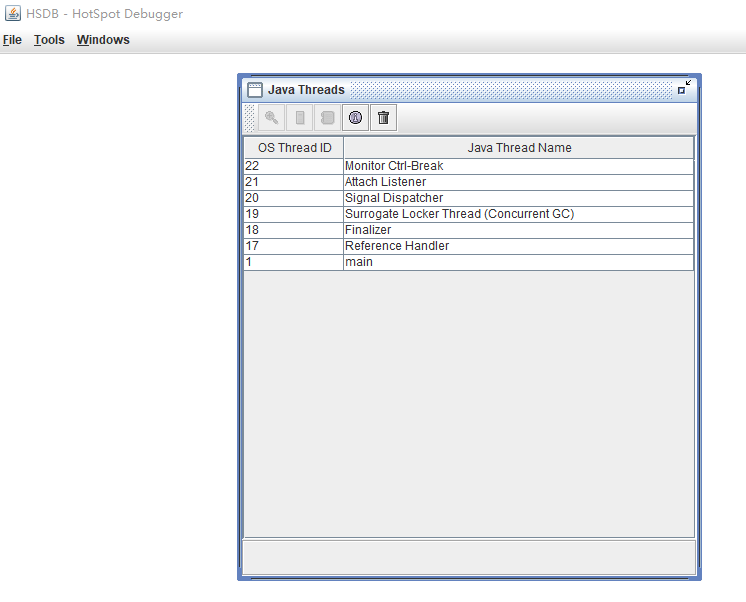 HSDB - HotSpot Debugger
File Tools Windows
Java Threads
OS Thread ID Java Thread Name
22 Monitor Ctrl-Break
21 Attach Listener
20 Signal Dispatcher
19 Surrogate Locker Thread (Concurrent GC)
18 Finalizer
17 Reference Handler
1 main